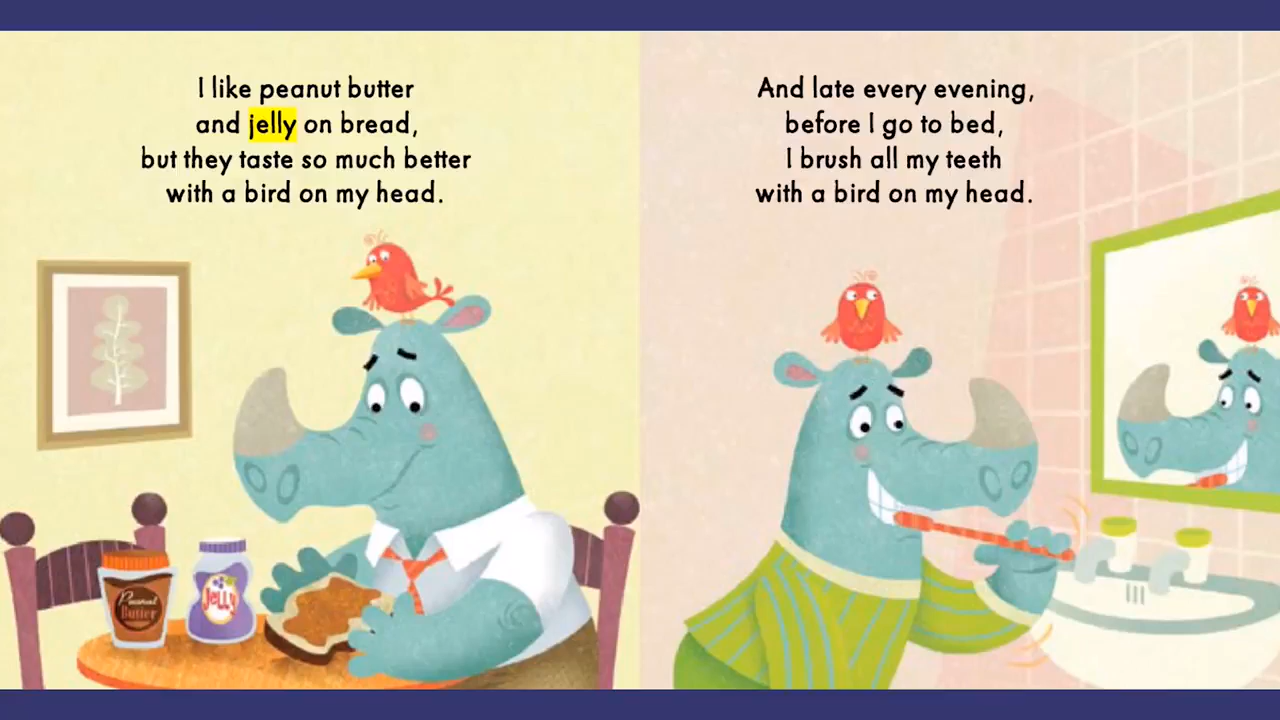 I like peanut butter
and jelly on bread,
but they taste so much better
with a bird on my head.
And late every evening,
before I go to bed,
I brush all my teeth
with a bird on my head.
Peanut
Butter
Jelly